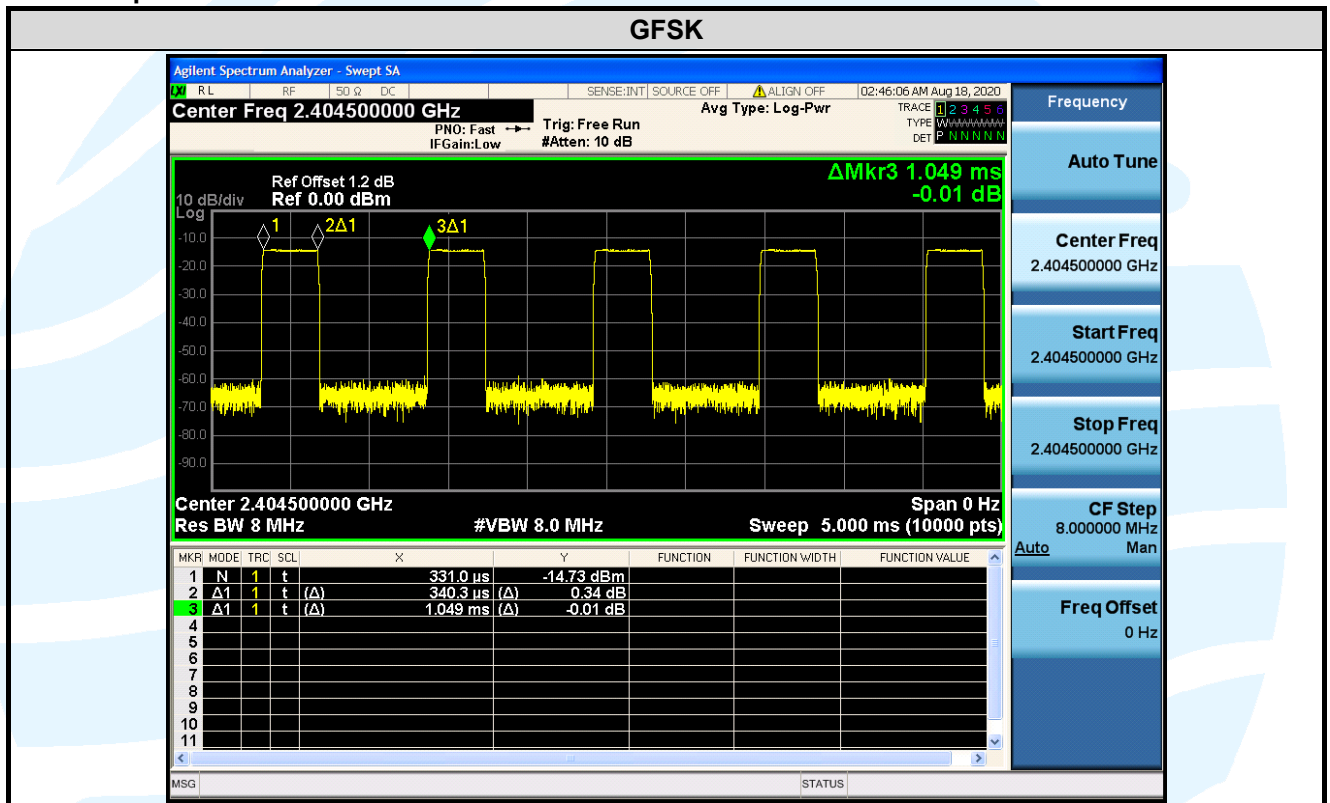 GFSK
Agilent Spectrum Analyzer - Swept SA
LXI RL RF 50 Ω DC SENSE:INT SOURCE OFF ALIGN OFF 02:46:06 AM Aug 18, 2020
Center Freq 2.404500000 GHz Avg Type: Log-Pwr TRACE 1 2 3 4 5 6
PNO: Fast Trig: Free Run TYPE WWWWWW
IFGain:Low #Atten: 10 dB DET P N N N N N
Frequency
Auto Tune
Center Freq
2.404500000 GHz
Start Freq
2.404500000 GHz
Stop Freq
2.404500000 GHz
CF Step
8.000000 MHz
Auto Man
Freq Offset
0 Hz
ΔMkr3 1.049 ms
-0.01 dB
Ref Offset 1.2 dB
10 dB/div Ref 0.00 dBm
Log
1 2Δ1 3Δ1
-10.0
-20.0
-30.0
-40.0
-50.0
-60.0
-70.0
-80.0
-90.0
Center 2.404500000 GHz Span 0 Hz
Res BW 8 MHz #VBW 8.0 MHz Sweep 5.000 ms (10000 pts)
MKR MODE TRC SCL X Y FUNCTION FUNCTION WIDTH FUNCTION VALUE
1 N 1 t 331.0 µs -14.73 dBm
2 Δ1 1 t (Δ) 340.3 µs (Δ) 0.34 dB
3 Δ1 1 t (Δ) 1.049 ms (Δ) -0.01 dB
4
5
6
7
8
9
10
11
MSG STATUS